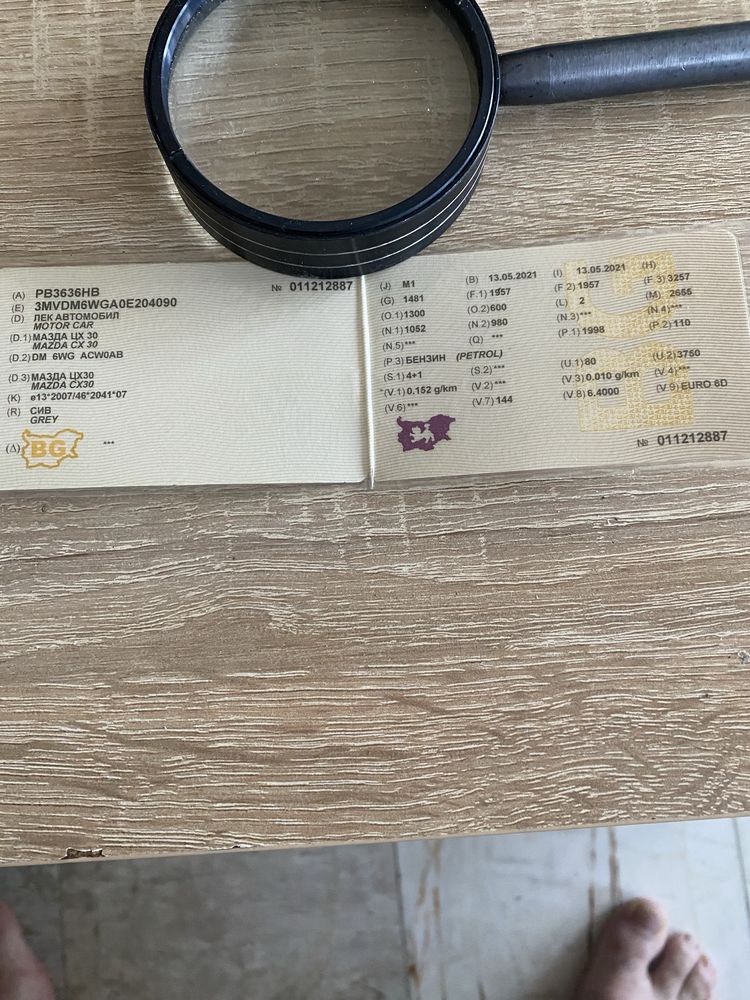 № 011212887
(A) PB3636HB
(E) 3MVDM6WGA0E204090
(D) ЛЕК АВТОМОБИЛ
MOTOR CAR
(D.1) МАЗДА ЦХ 30
MAZDA CX 30
(D.2) DM 6WG ACW0AB
(D.3) МАЗДА ЦХ30
MAZDA CX30
(K) e13*2007/46*2041*07
(R) СИВ
GREY
(Δ) ***
BG
(J) M1 (B) 13.05.2021 (I) 13.05.2021 (H)
(G) 1481 (F.1) 1957 (F.2) 1957 (F.3) 3257
(O.1) 1300 (O.2) 600 (L) 2 (M) 2655
(N.1) 1052 (N.2) 980 (N.3)*** (N.4)***
(N.5)*** (Q) *** (P.1) 1998 (P.2) 110
(P.3) БЕНЗИН (PETROL)
(S.1) 4+1 (S.2)*** (U.1) 80 (U.2) 3750
(V.1) 0.152 g/km (V.2)*** (V.3) 0.010 g/km (V.4)***
(V.6)*** (V.7) 144 (V.8) 6.4000 (V.9) EURO 6D
№ 011212887